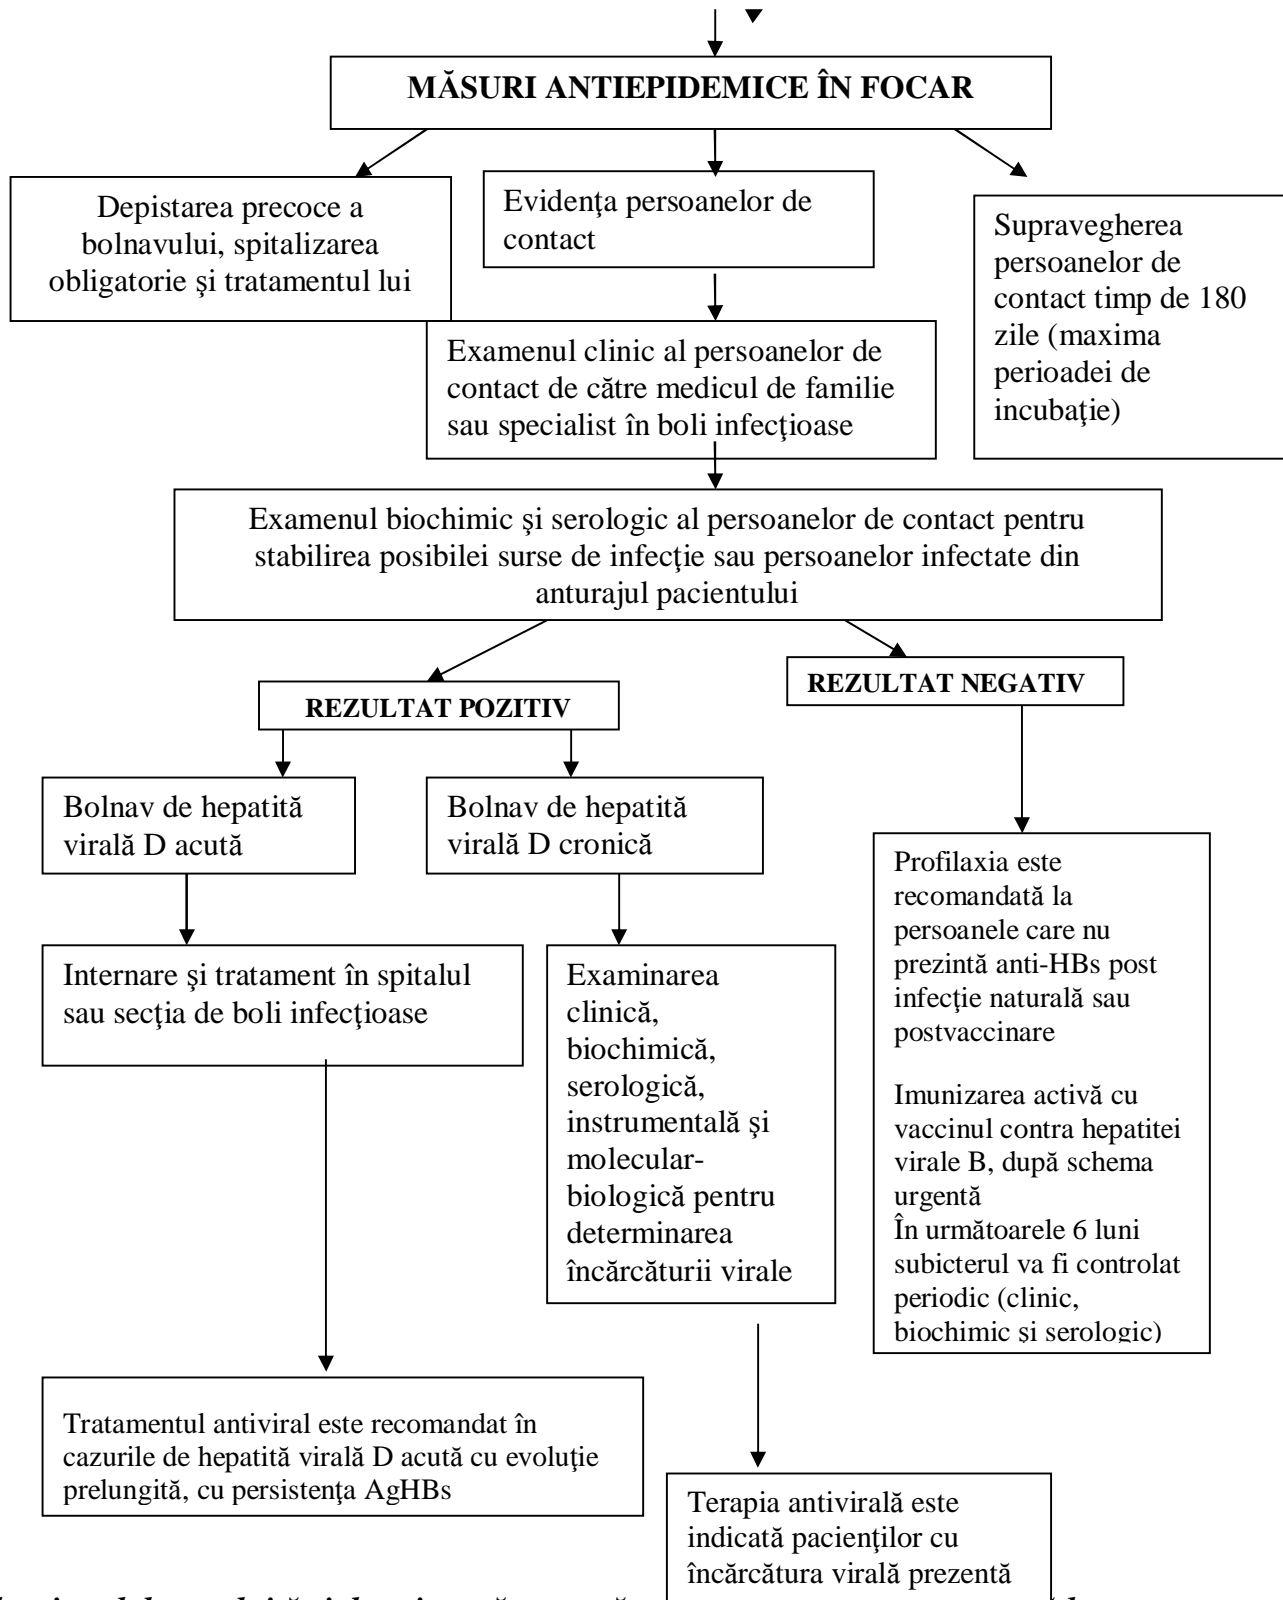 MĂSURI ANTIEPIDEMICE ÎN FOCAR
Depistarea precoce a
bolnavului, spitalizarea
obligatorie şi tratamentul lui
Evidenţa persoanelor de
contact
Supravegherea
persoanelor de
contact timp de 180
zile (maxima
perioadei de
incubaţie)
Examenul clinic al persoanelor de
contact de către medicul de familie
sau specialist în boli infecţioase
Examenul biochimic şi serologic al persoanelor de contact pentru
stabilirea posibilei surse de infecţie sau persoanelor infectate din
anturajul pacientului
REZULTAT POZITIV
REZULTAT NEGATIV
Bolnav de hepatită
virală D acută
Bolnav de hepatită
virală D cronică
Profilaxia este
recomandată la
persoanele care nu
prezintă anti-HBs post
infecţie naturală sau
postvaccinare
Imunizarea activă cu
vaccinul contra hepatitei
virale B, după schema
urgentă
În următoarele 6 luni
subicterul va fi controlat
periodic (clinic,
biochimic şi serologic)
Internare şi tratament în spitalul
sau secţia de boli infecţioase
Examinarea
clinică,
biochimică,
serologică,
instrumentală şi
molecular-
biologică pentru
determinarea
încărcăturii virale
Tratamentul antiviral este recomandat în
cazurile de hepatită virală D acută cu evoluţie
prelungită, cu persistenţa AgHBs
Terapia antivirală este
indicată pacienţilor cu
încărcătura virală prezentă